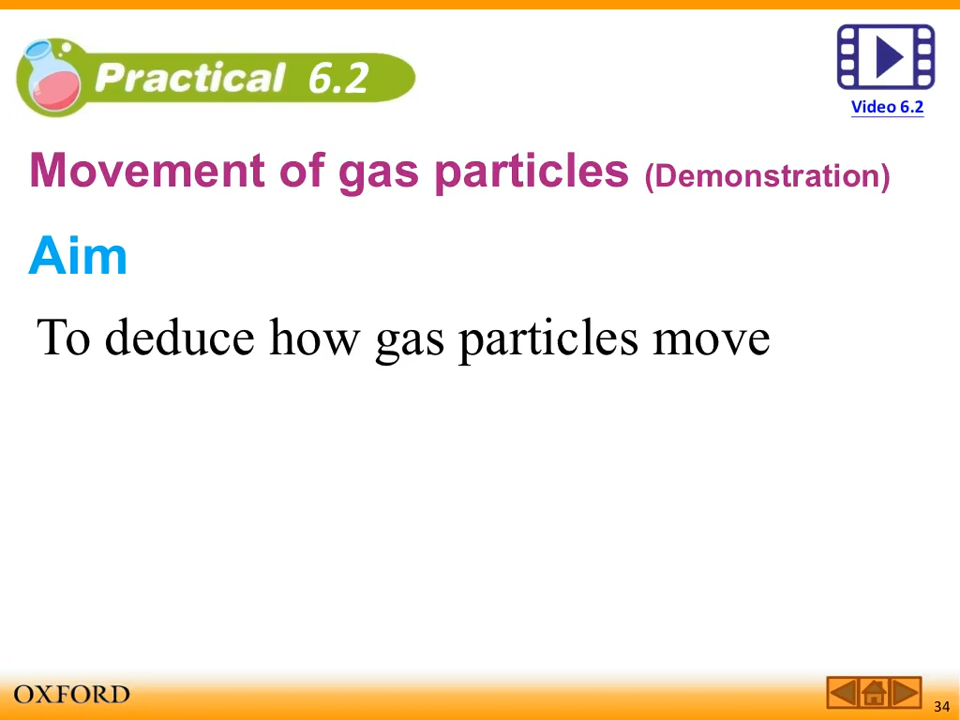 Practical 6.2
Video 6.2
Movement of gas particles (Demonstration)
Aim
To deduce how gas particles move
OXFORD
34